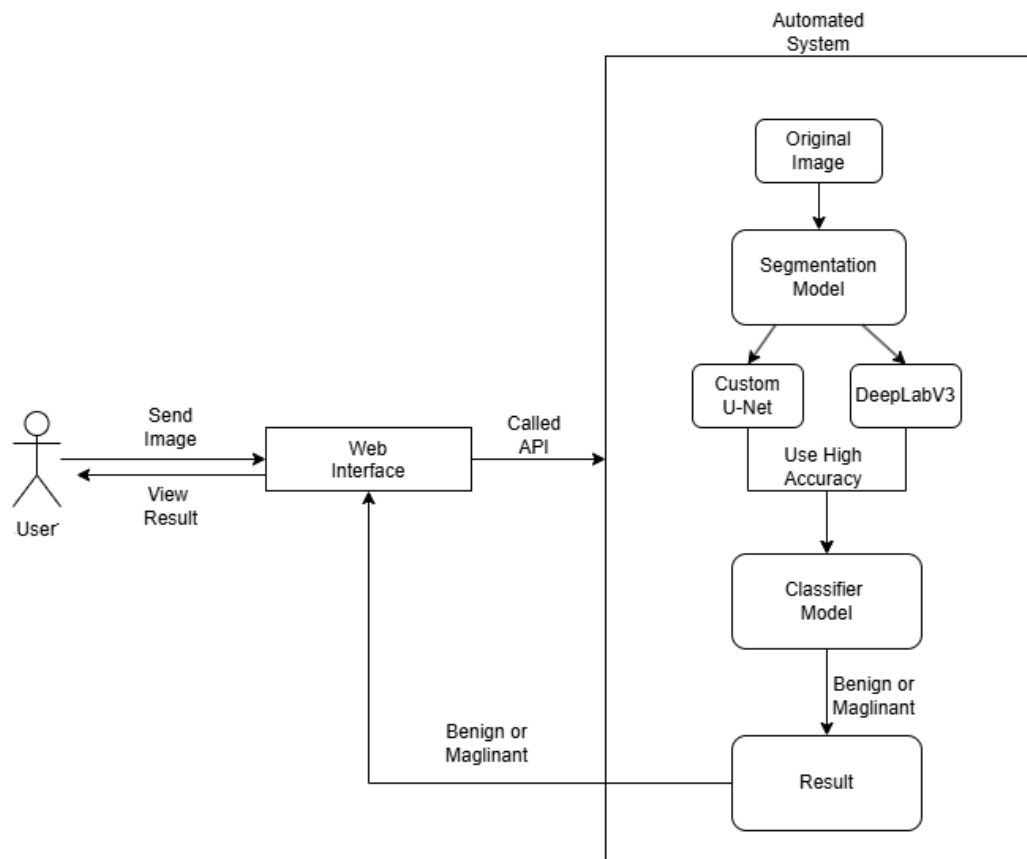 Automated
System
Original
Image
Segmentation
Model
Custom
U-Net
DeepLabV3
Use High
Accuracy
Send
Image
View
Result
User
Web
Interface
Called
API
Classifier
Model
Benign or
Maglinant
Benign or
Maglinant
Result